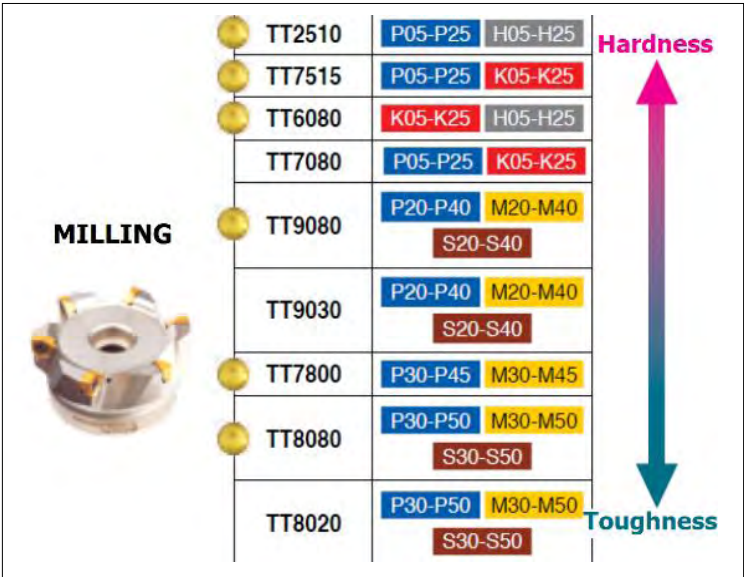 TT2510 P05-P25 H05-H25
Hardness
TT7515 P05-P25 K05-K25
TT6080 K05-K25 H05-H25
TT7080 P05-P25 K05-K25
MILLING
TT9080 P20-P40 M20-M40
S20-S40
TT9030 P20-P40 M20-M40
S20-S40
TT7800 P30-P45 M30-M45
TT8080 P30-P50 M30-M50
S30-S50
TT8020 P30-P50 M30-M50
Toughness
S30-S50